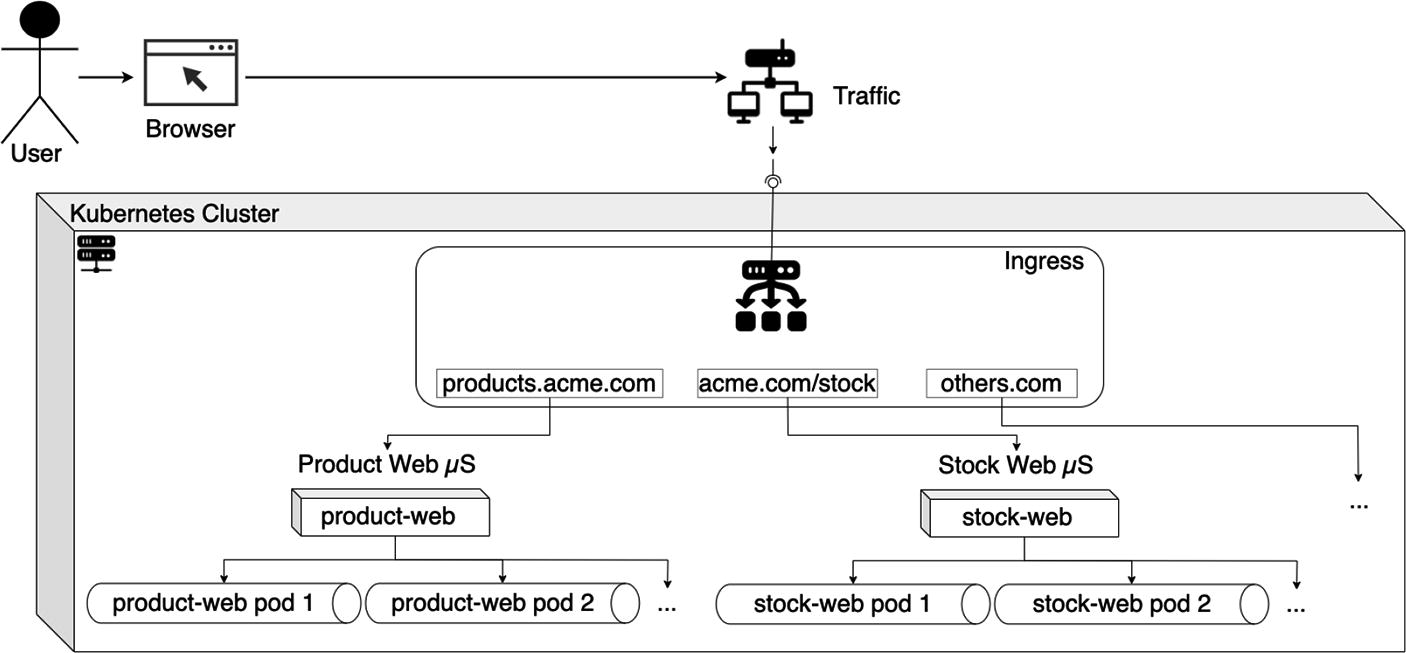 Traffic
Browser
User
Kubernetes Cluster
Ingress
products.acme.com
acme.com/stock
others.com
Product Web µS
Stock Web µS
...
product-web
stock-web
product-web pod 1
product-web pod 2
...
stock-web pod 1
stock-web pod 2
...